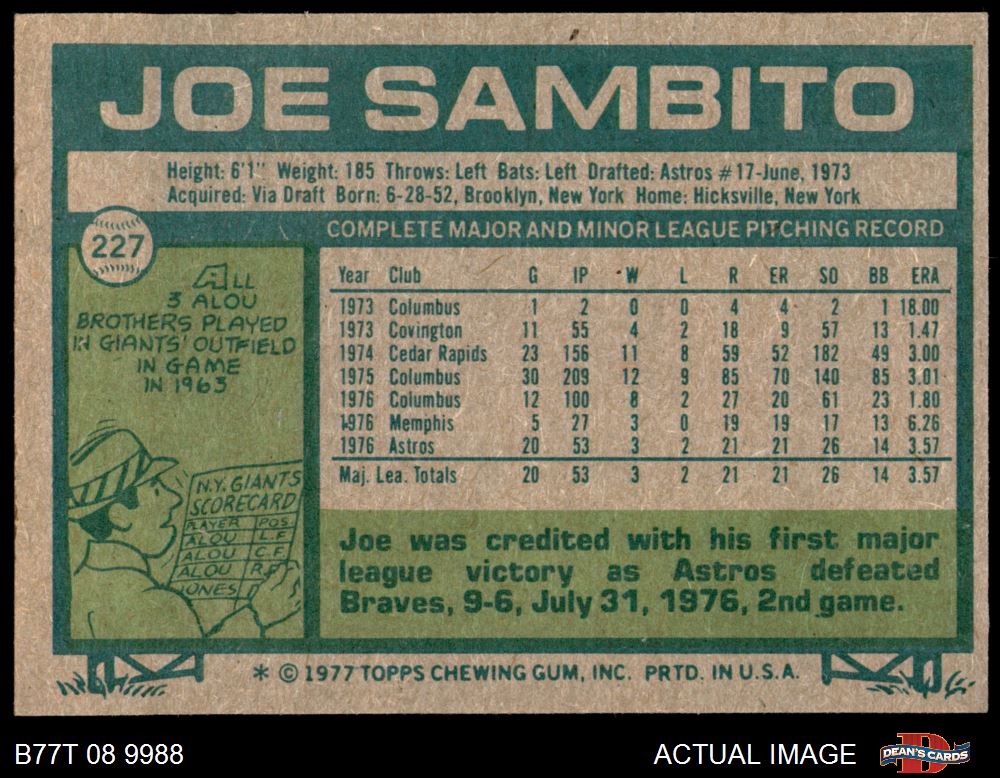 JOE SAMBITO
Height: 6'1" Weight: 185 Throws: Left Bats: Left Drafted: Astros #17-June, 1973
Acquired: Via Draft Born: 6-28-52, Brooklyn, New York Home: Hicksville, New York
227
COMPLETE MAJOR AND MINOR LEAGUE PITCHING RECORD
ALL
3 ALOU
BROTHERS PLAYED
IN GIANTS' OUTFIELD
IN GAME
IN 1963
N.Y. GIANTS
SCORECARD
PLAYER POS
ALOU L.F
ALOU C.F.
ALOU R.F
JONES
Year Club G IP W L R ER SO BB ERA
1973 Columbus 1 2 0 0 4 4 2 1 18.00
1973 Covington 11 55 4 2 18 9 57 13 1.47
1974 Cedar Rapids 23 156 11 8 59 52 182 49 3.00
1975 Columbus 30 209 12 9 85 70 140 85 3.01
1976 Columbus 12 100 8 2 27 20 61 23 1.80
1976 Memphis 5 27 3 0 19 19 17 13 6.26
1976 Astros 20 53 3 2 21 21 26 14 3.57
Maj. Lea. Totals 20 53 3 2 21 21 26 14 3.57
Joe was credited with his first major
league victory as Astros defeated
Braves, 9-6, July 31, 1976, 2nd game.
* © 1977 TOPPS CHEWING GUM, INC. PRTD. IN U.S.A.
B77T 08 9988
ACTUAL IMAGE
D
DEAN'S CARDS